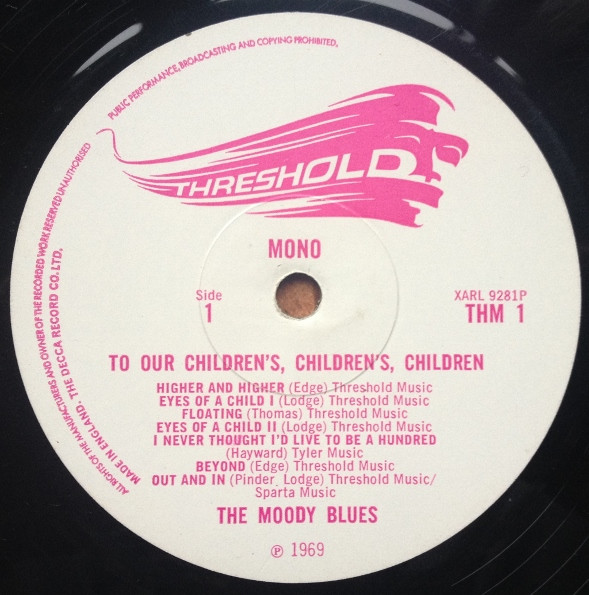 PUBLIC PERFORMANCE, BROADCASTING AND COPYING PROHIBITED,
ALL RIGHTS OF THE MANUFACTURERS AND OWNER OF THE RECORDED WORK RESERVED UNAUTHORISED
MADE IN ENGLAND. THE DECCA RECORD CO. LTD.
THRESHOLD
MONO
Side
1
XARL 9281P
THM 1
TO OUR CHILDREN'S, CHILDREN'S, CHILDREN
HIGHER AND HIGHER (Edge) Threshold Music
EYES OF A CHILD I (Lodge) Threshold Music
FLOATING (Thomas) Threshold Music
EYES OF A CHILD II (Lodge) Threshold Music
I NEVER THOUGHT I'D LIVE TO BE A HUNDRED
(Hayward) Tyler Music
BEYOND (Edge) Threshold Music
OUT AND IN (Pinder Lodge) Threshold Music/
Sparta Music
THE MOODY BLUES
℗ 1969